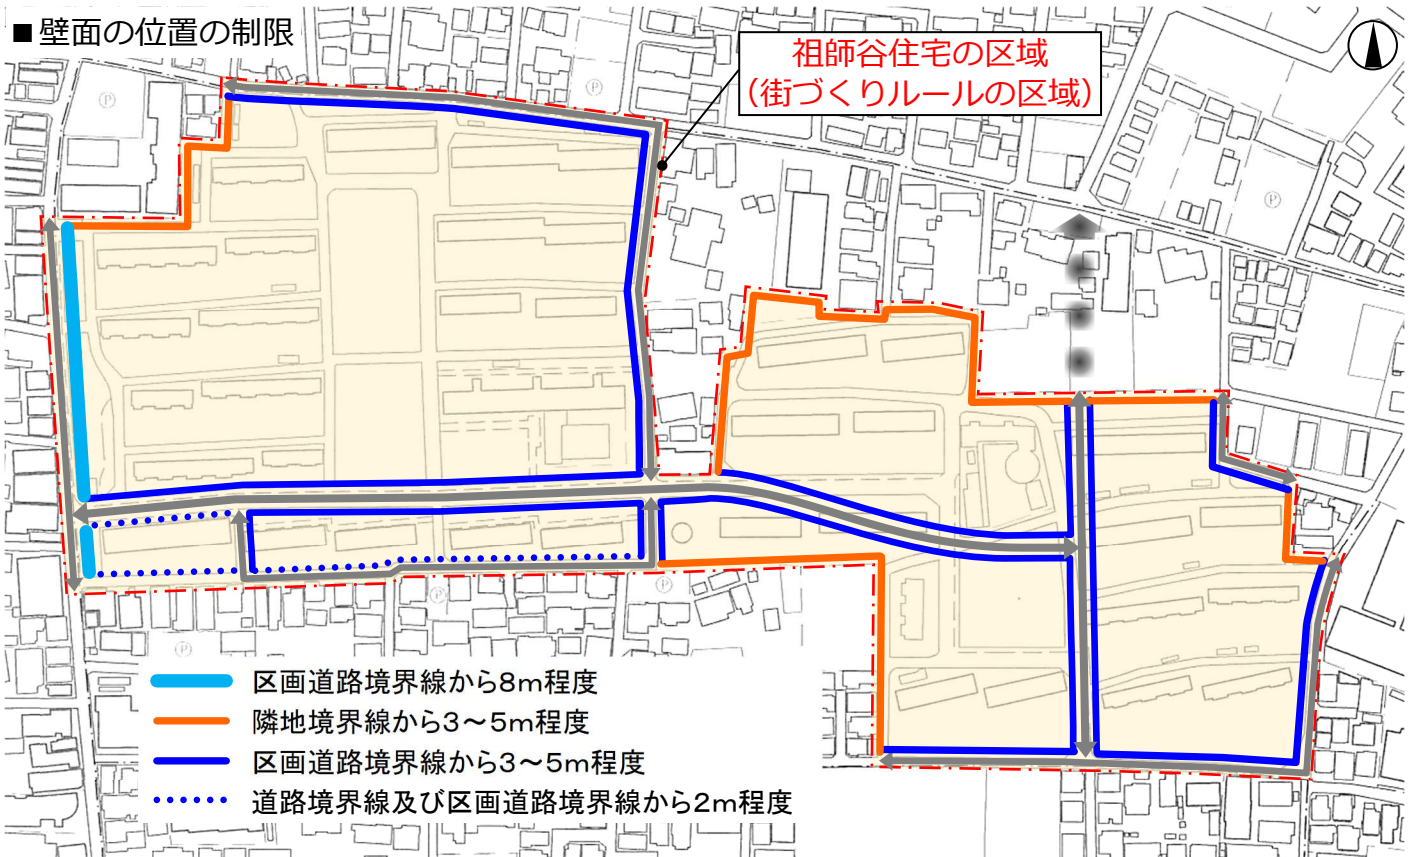 ■壁面の位置の制限
祖師谷住宅の区域
(街づくりルールの区域)
Ⓟ
Ⓟ
Ⓟ
Ⓟ
Ⓟ
Ⓟ
区画道路境界線から8m程度
隣地境界線から3～5m程度
区画道路境界線から3～5m程度
道路境界線及び区画道路境界線から2m程度